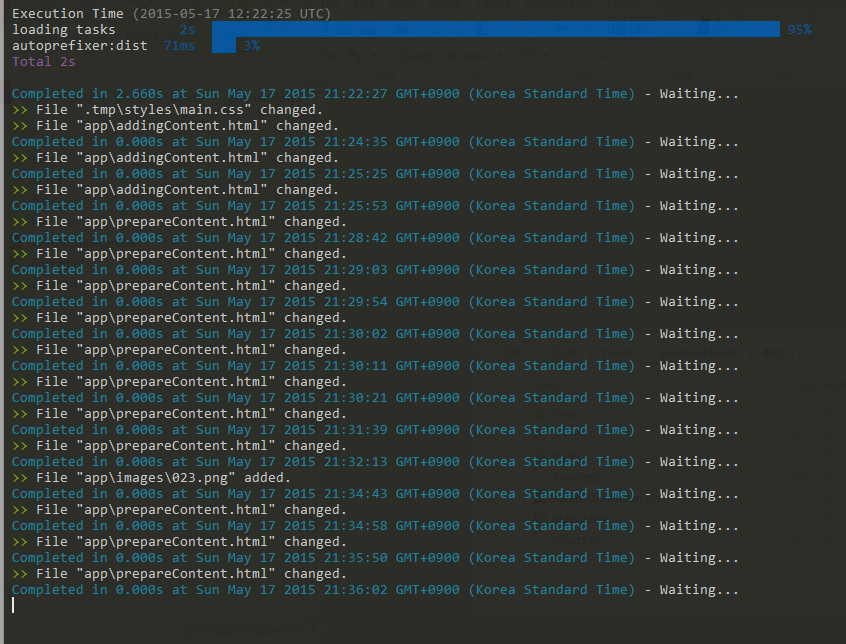 Execution Time (2015-05-17 12:22:25 UTC)
loading tasks 2s 95%
autoprefixer:dist 71ms 3%
Total 2s
Completed in 2.660s at Sun May 17 2015 21:22:27 GMT+0900 (Korea Standard Time) - Waiting...
>> File ".tmp\styles\main.css" changed.
>> File "app\addingContent.html" changed.
Completed in 0.000s at Sun May 17 2015 21:24:35 GMT+0900 (Korea Standard Time) - Waiting...
>> File "app\addingContent.html" changed.
Completed in 0.000s at Sun May 17 2015 21:25:25 GMT+0900 (Korea Standard Time) - Waiting...
>> File "app\addingContent.html" changed.
Completed in 0.000s at Sun May 17 2015 21:25:53 GMT+0900 (Korea Standard Time) - Waiting...
>> File "app\prepareContent.html" changed.
Completed in 0.000s at Sun May 17 2015 21:28:42 GMT+0900 (Korea Standard Time) - Waiting...
>> File "app\prepareContent.html" changed.
Completed in 0.000s at Sun May 17 2015 21:29:03 GMT+0900 (Korea Standard Time) - Waiting...
>> File "app\prepareContent.html" changed.
Completed in 0.000s at Sun May 17 2015 21:29:54 GMT+0900 (Korea Standard Time) - Waiting...
>> File "app\prepareContent.html" changed.
Completed in 0.000s at Sun May 17 2015 21:30:02 GMT+0900 (Korea Standard Time) - Waiting...
>> File "app\prepareContent.html" changed.
Completed in 0.000s at Sun May 17 2015 21:30:11 GMT+0900 (Korea Standard Time) - Waiting...
>> File "app\prepareContent.html" changed.
Completed in 0.000s at Sun May 17 2015 21:30:21 GMT+0900 (Korea Standard Time) - Waiting...
>> File "app\prepareContent.html" changed.
Completed in 0.000s at Sun May 17 2015 21:31:39 GMT+0900 (Korea Standard Time) - Waiting...
>> File "app\prepareContent.html" changed.
Completed in 0.000s at Sun May 17 2015 21:32:13 GMT+0900 (Korea Standard Time) - Waiting...
>> File "app\images\023.png" added.
Completed in 0.000s at Sun May 17 2015 21:34:43 GMT+0900 (Korea Standard Time) - Waiting...
>> File "app\prepareContent.html" changed.
Completed in 0.000s at Sun May 17 2015 21:34:58 GMT+0900 (Korea Standard Time) - Waiting...
>> File "app\prepareContent.html" changed.
Completed in 0.000s at Sun May 17 2015 21:35:50 GMT+0900 (Korea Standard Time) - Waiting...
>> File "app\prepareContent.html" changed.
Completed in 0.000s at Sun May 17 2015 21:36:02 GMT+0900 (Korea Standard Time) - Waiting...